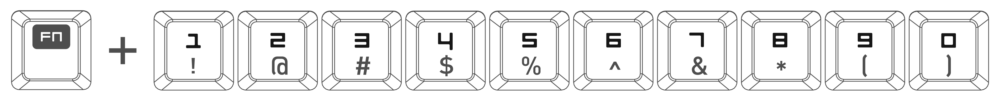 FN + 1 2 3 4 5 6 7 8 9 0
! @ # $ % ^ & * ( )